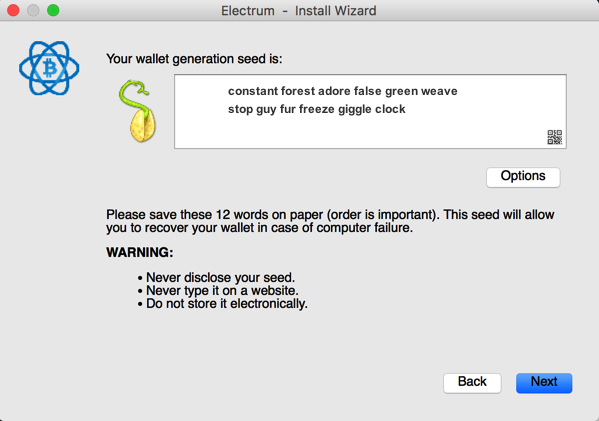 Electrum - Install Wizard
Your wallet generation seed is:
constant forest adore false green weave
stop guy fur freeze giggle clock
Options
Please save these 12 words on paper (order is important). This seed will allow
you to recover your wallet in case of computer failure.
WARNING:
• Never disclose your seed.
• Never type it on a website.
• Do not store it electronically.
Back
Next